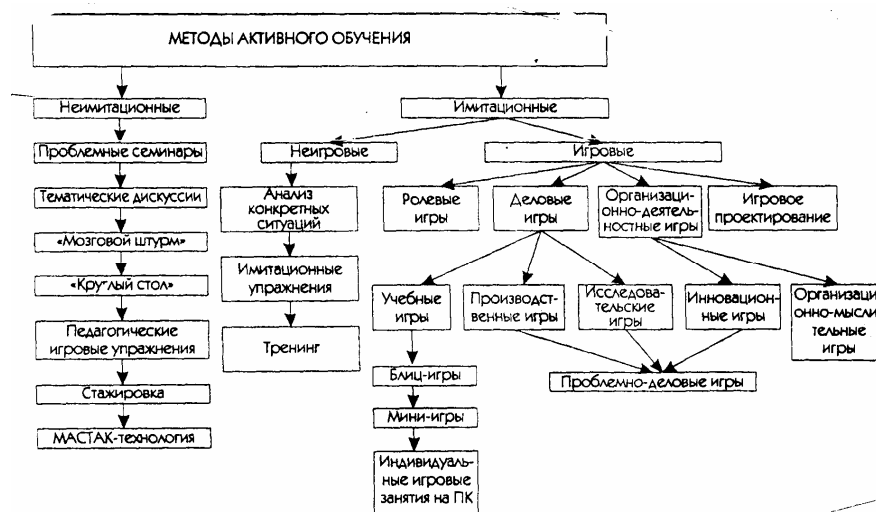 МЕТОДЫ АКТИВНОГО ОБУЧЕНИЯ
Неимитационные
Имитационные
Проблемные семинары
Неигровые
Игровые
Тематические дискуссии
Анализ
конкретных
ситуаций
Ролевые
игры
Деловые
игры
Организаци-
онно-деятель-
ностные игры
Игровое
проектирование
«Мозговой штурм»
«Круглый стол»
Имитационные
упражнения
Учебные
игры
Производст-
венные игры
Исследова-
тельские
игры
Инновацион-
ные игры
Организаци
онно-мысли
тельные
игры
Педагогические
игровые упражнения
Тренинг
Блиц-игры
Проблемно-деловые игры
Стажировка
Мини-игры
МАСТАК-технология
Индивидуаль-
ные игровые
занятия на ПК